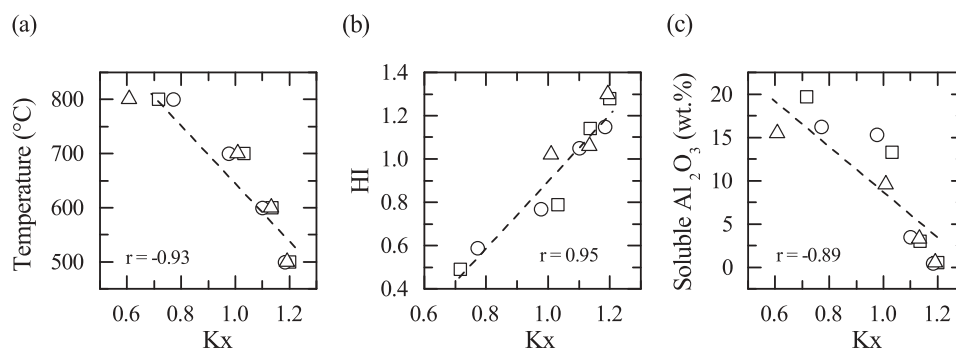 (a)
(b)
(c)
Temperature (°C)
800
700
600
500
r = -0.93
0.6 0.8 1.0 1.2
Kx
HI
1.4
1.2
1.0
0.8
0.6
0.4
r = 0.95
0.6 0.8 1.0 1.2
Kx
Soluble Al₂O₃ (wt.%)
20
15
10
5
0
r = -0.89
0.6 0.8 1.0 1.2
Kx